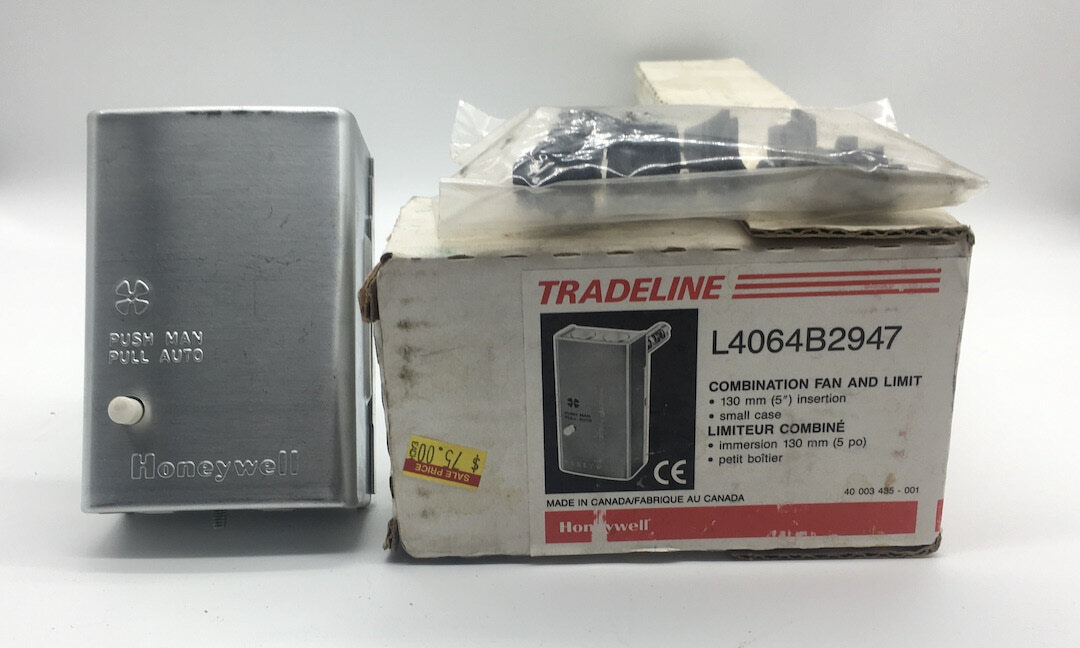 PUSH MAN
PULL AUTO
Honeywell
TRADELINE
L4064B2947
COMBINATION FAN AND LIMIT
• 130 mm (5″) insertion
• small case
LIMITEUR COMBINÉ
• immersion 130 mm (5 po)
• petit boîtier
PUSH MAN
PULL AUTO
CE
MADE IN CANADA/FABRIQUE AU CANADA
40 003 435 - 001
Honeywell
SALE PRICE
$ 75.00